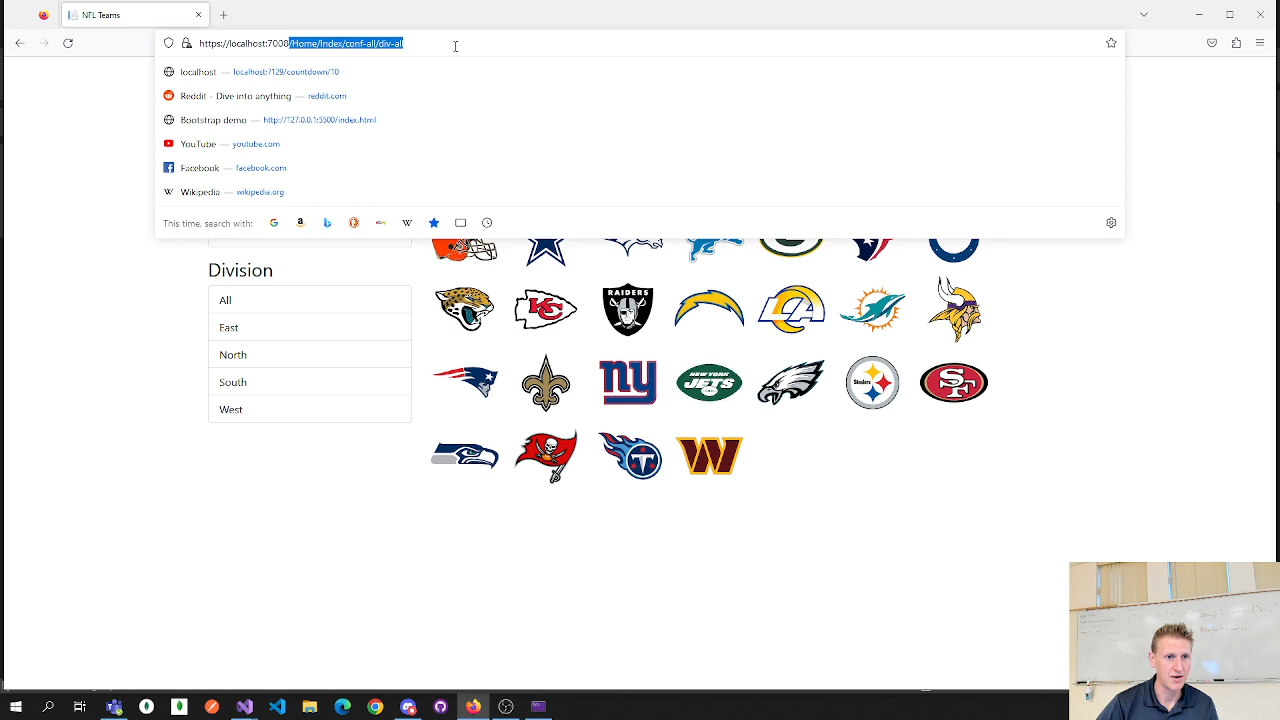 NFL Teams
https://localhost:7008/Home/Index/conf-all/div-all
localhost — localhost:7129/countdown/10
Reddit - Dive into anything — reddit.com
Bootstrap demo — http://127.0.0.1:5500/index.html
YouTube — youtube.com
Facebook — facebook.com
Wikipedia — wikipedia.org
This time, search with:
Division
All
East
North
South
West
RAIDERS
LA
ny
NEW YORK
JETS
Steelers
SF
W